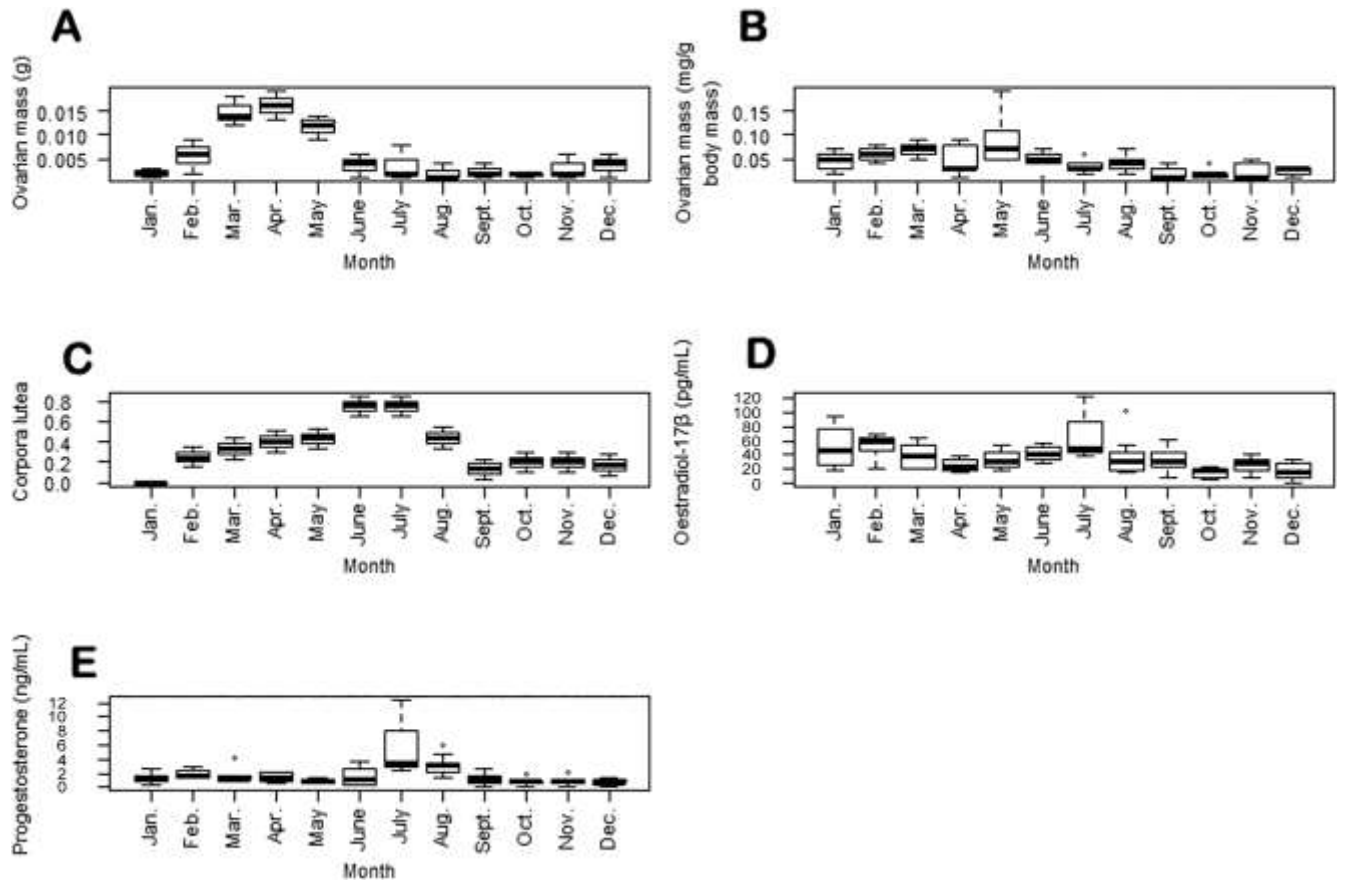 A
Ovarian mass (g)
0.015
0.010
0.005
Jan.
Feb.
Mar.
Apr.
May
June
July
Aug.
Sept.
Oct.
Nov.
Dec.
Month
B
Ovarian mass (mg/g
body mass)
0.15
0.10
0.05
Jan.
Feb.
Mar.
Apr.
May
June
July
Aug.
Sept.
Oct.
Nov.
Dec.
Month
C
Corpora lutea
0.8
0.6
0.4
0.2
0.0
Jan.
Feb.
Mar.
Apr.
May
June
July
Aug.
Sept.
Oct.
Nov.
Dec.
Month
D
Oestradiol-17β (pg/mL)
120
100
80
60
40
20
0
Jan.
Feb.
Mar.
Apr.
May
June
July
Aug.
Sept.
Oct.
Nov.
Dec.
Month
E
Progestosterone (ng/mL)
12
10
8
6
4
2
0
Jan.
Feb.
Mar.
Apr.
May
June
July
Aug.
Sept.
Oct.
Nov.
Dec.
Month